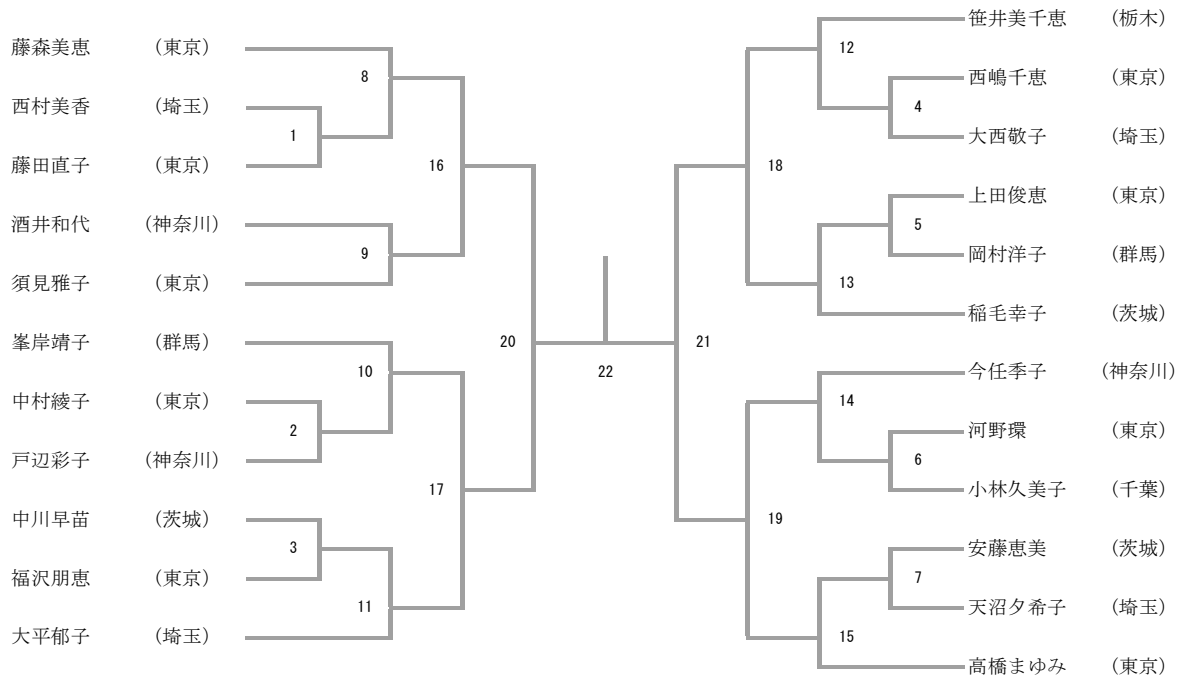 藤森美恵 (東京)
西村美香 (埼玉)
藤田直子 (東京)
酒井和代 (神奈川)
須見雅子 (東京)
峯岸靖子 (群馬)
中村綾子 (東京)
戸辺彩子 (神奈川)
中川早苗 (茨城)
福沢朋恵 (東京)
大平郁子 (埼玉)
1
2
3
8
9
10
11
16
17
20
22
21
18
19
12
13
14
15
4
5
6
7
笹井美千恵 (栃木)
西嶋千恵 (東京)
大西敬子 (埼玉)
上田俊恵 (東京)
岡村洋子 (群馬)
稲毛幸子 (茨城)
今任季子 (神奈川)
河野環 (東京)
小林久美子 (千葉)
安藤恵美 (茨城)
天沼夕希子 (埼玉)
高橋まゆみ (東京)